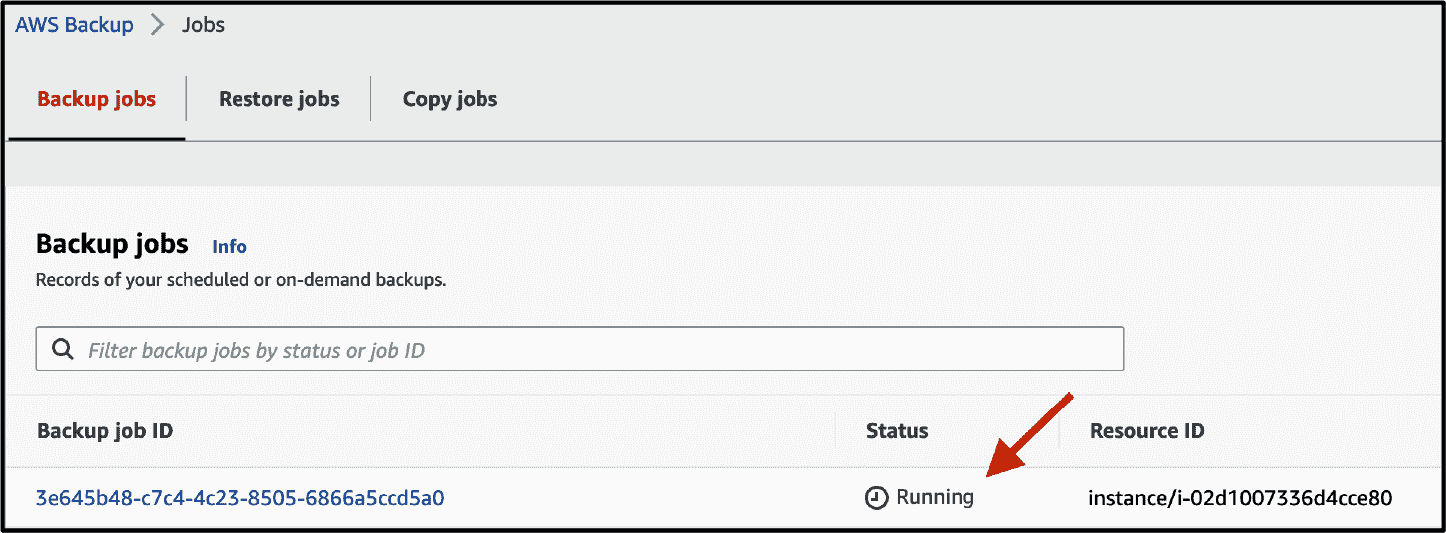 AWS Backup > Jobs
Backup jobs Restore jobs Copy jobs
Backup jobs Info
Records of your scheduled or on-demand backups.
Filter backup jobs by status or job ID
Backup job ID Status Resource ID
3e645b48-c7c4-4c23-8505-6866a5ccd5a0 Running instance/i-02d1007336d4cce80